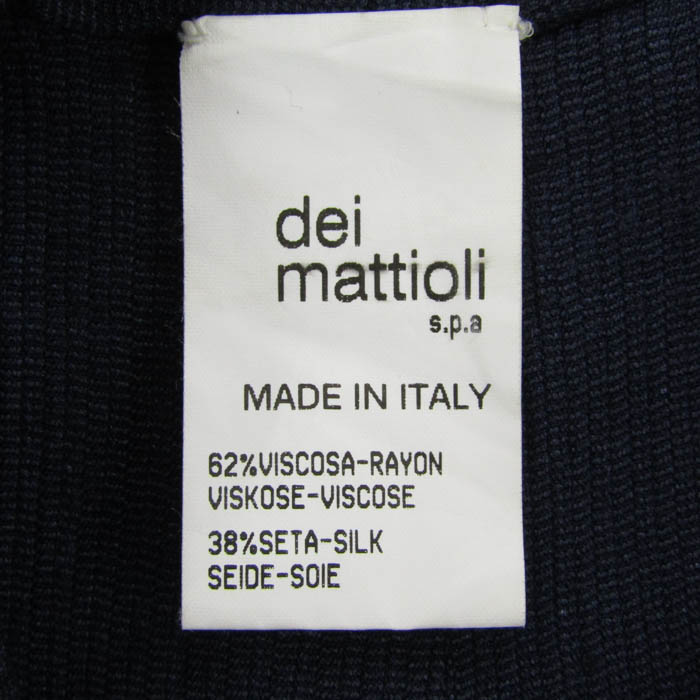 dei
mattioli
s.p.a
MADE IN ITALY
62%VISCOSA-RAYON
VISKOSE-VISCOSE
38%SETA-SILK
SEIDE-SOIE